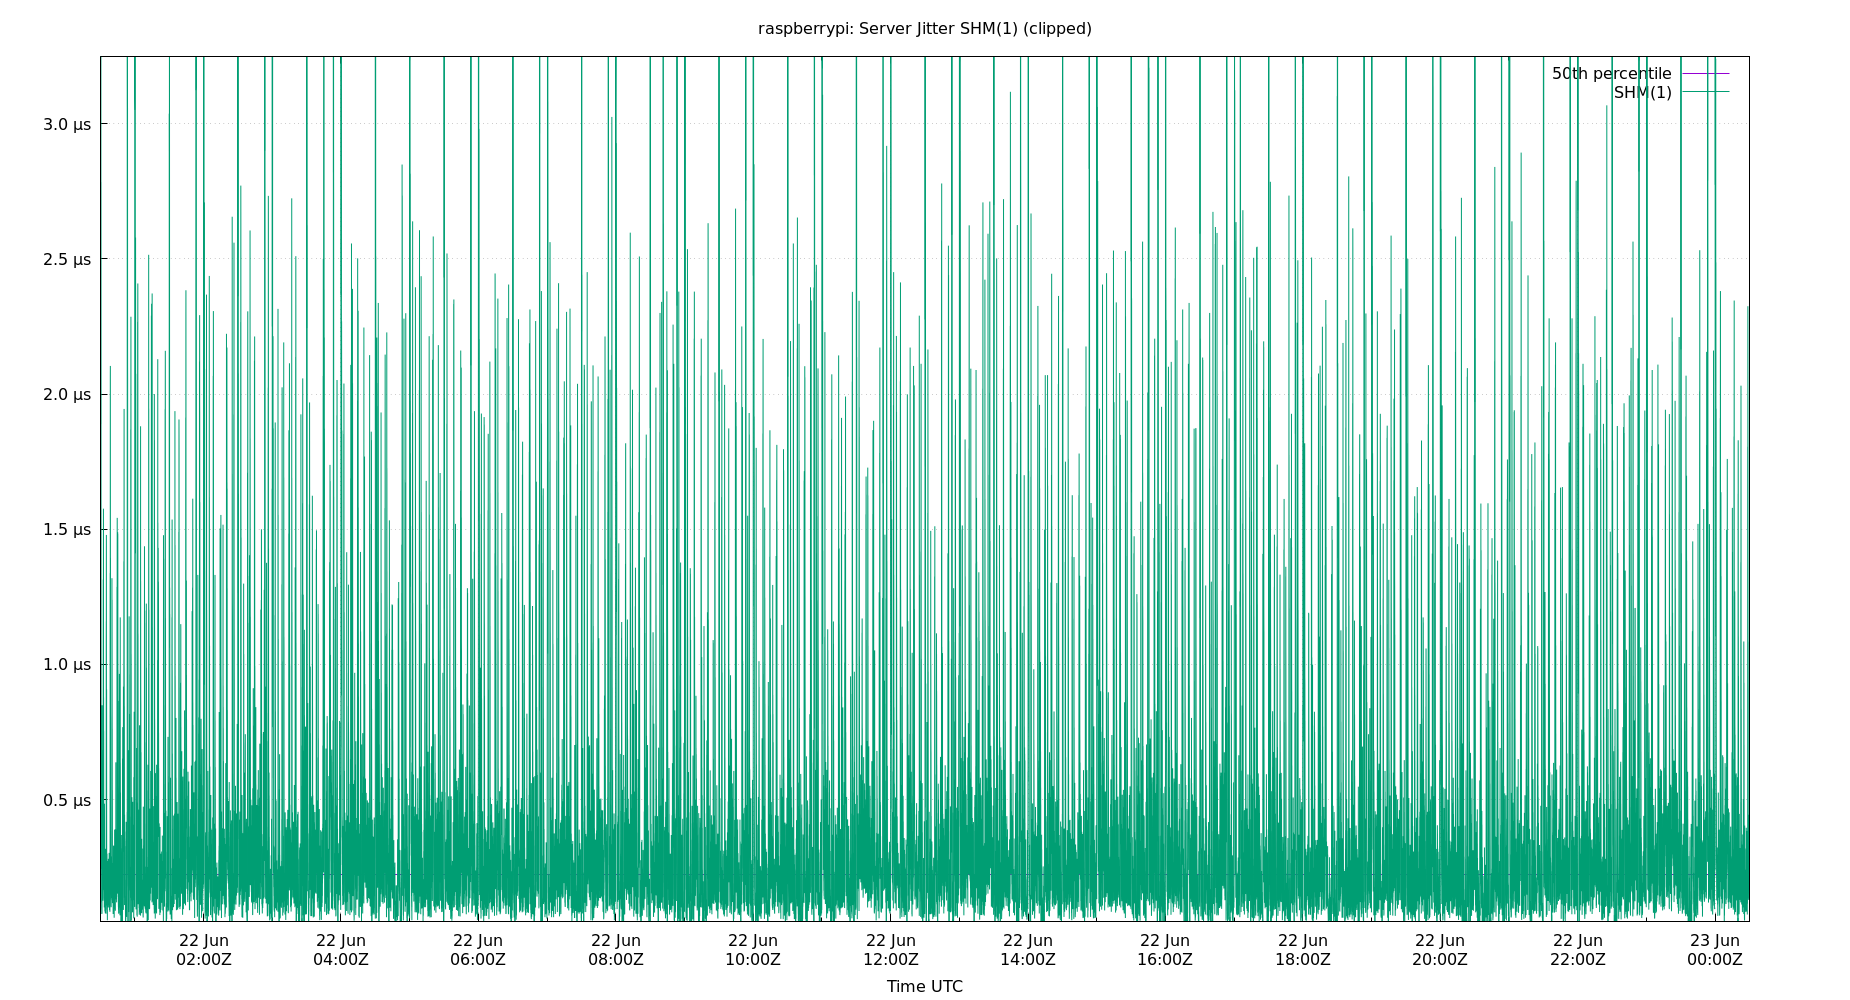 raspberrypi: Server Jitter SHM(1) (clipped)
50th percentile
SHM(1)
3.0 µs
2.5 µs
2.0 µs
1.5 µs
1.0 µs
0.5 µs
22 Jun 22 Jun 22 Jun 22 Jun 22 Jun 22 Jun 22 Jun 22 Jun 22 Jun 22 Jun 22 Jun 23 Jun
02:00Z 04:00Z 06:00Z 08:00Z 10:00Z 12:00Z 14:00Z 16:00Z 18:00Z 20:00Z 22:00Z 00:00Z
Time UTC